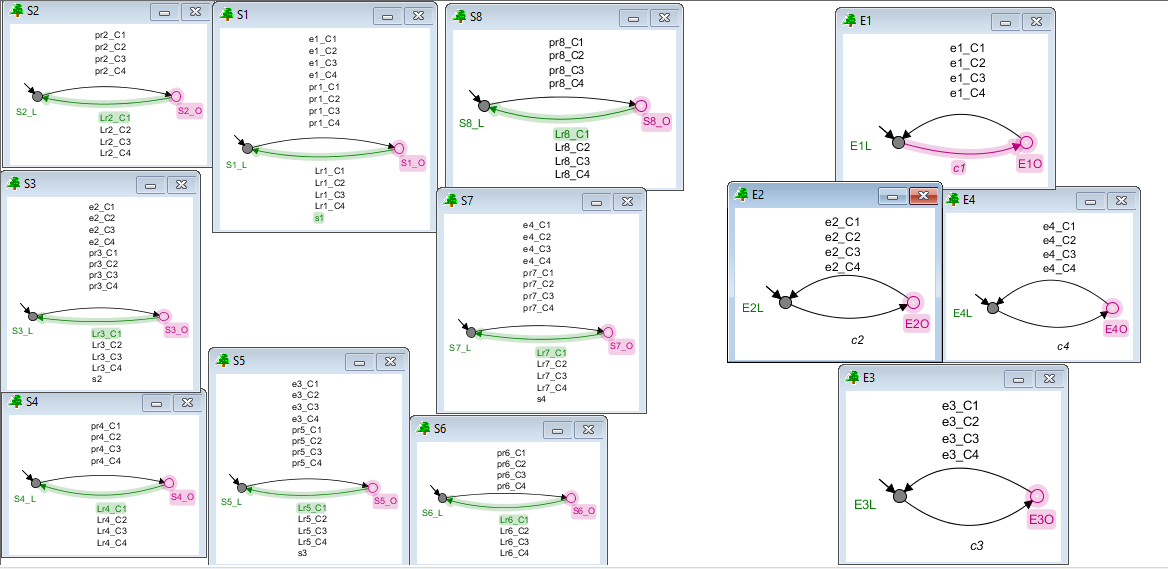 S2
pr2_C1
pr2_C2
pr2_C3
pr2_C4
S2_L
S2_O
Lr2_C1
Lr2_C2
Lr2_C3
Lr2_C4
S1
e1_C1
e1_C2
e1_C3
e1_C4
pr1_C1
pr1_C2
pr1_C3
pr1_C4
S1_L
S1_O
Lr1_C1
Lr1_C2
Lr1_C3
Lr1_C4
s1
S8
pr8_C1
pr8_C2
pr8_C3
pr8_C4
S8_L
S8_O
Lr8_C1
Lr8_C2
Lr8_C3
Lr8_C4
E1
e1_C1
e1_C2
e1_C3
e1_C4
E1L
E1O
c1
S3
e2_C1
e2_C2
e2_C3
e2_C4
pr3_C1
pr3_C2
pr3_C3
pr3_C4
S3_L
S3_O
Lr3_C1
Lr3_C2
Lr3_C3
Lr3_C4
s2
S7
e4_C1
e4_C2
e4_C3
e4_C4
pr7_C1
pr7_C2
pr7_C3
pr7_C4
S7_L
S7_O
Lr7_C1
Lr7_C2
Lr7_C3
Lr7_C4
s4
E2
e2_C1
e2_C2
e2_C3
e2_C4
E2L
E2O
c2
E4
e4_C1
e4_C2
e4_C3
e4_C4
E4L
E4O
c4
S4
pr4_C1
pr4_C2
pr4_C3
pr4_C4
S4_L
S4_O
Lr4_C1
Lr4_C2
Lr4_C3
Lr4_C4
S5
e3_C1
e3_C2
e3_C3
e3_C4
pr5_C1
pr5_C2
pr5_C3
pr5_C4
S5_L
S5_O
Lr5_C1
Lr5_C2
Lr5_C3
Lr5_C4
s3
S6
pr6_C1
pr6_C2
pr6_C3
pr6_C4
S6_L
S6_O
Lr6_C1
Lr6_C2
Lr6_C3
Lr6_C4
E3
e3_C1
e3_C2
e3_C3
e3_C4
E3L
E3O
c3